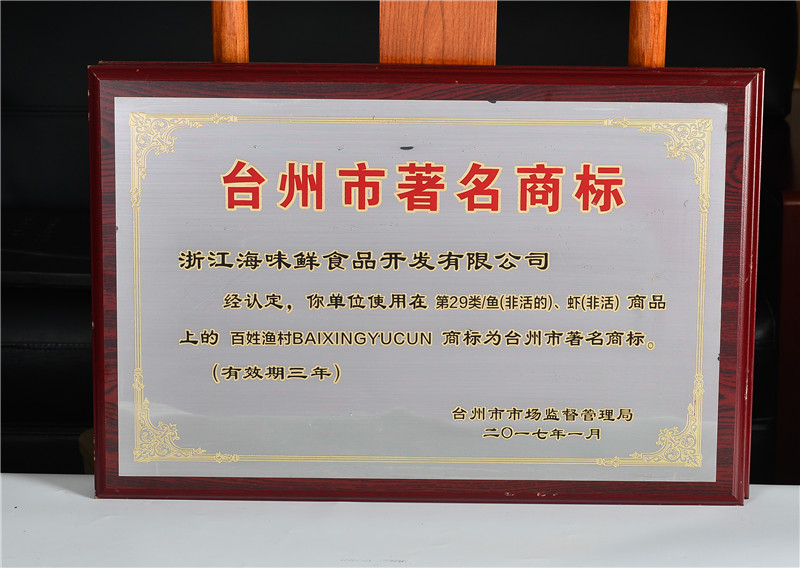 台州市著名商标
浙江海味鲜食品开发有限公司
经认定，你单位使用在 第29类/鱼(非活的)、虾(非活) 商品
上的 百姓渔村BAIXINGYUCUN 商标为台州市著名商标。
(有效期三年)
台州市市场监督管理局
二〇一七年一月